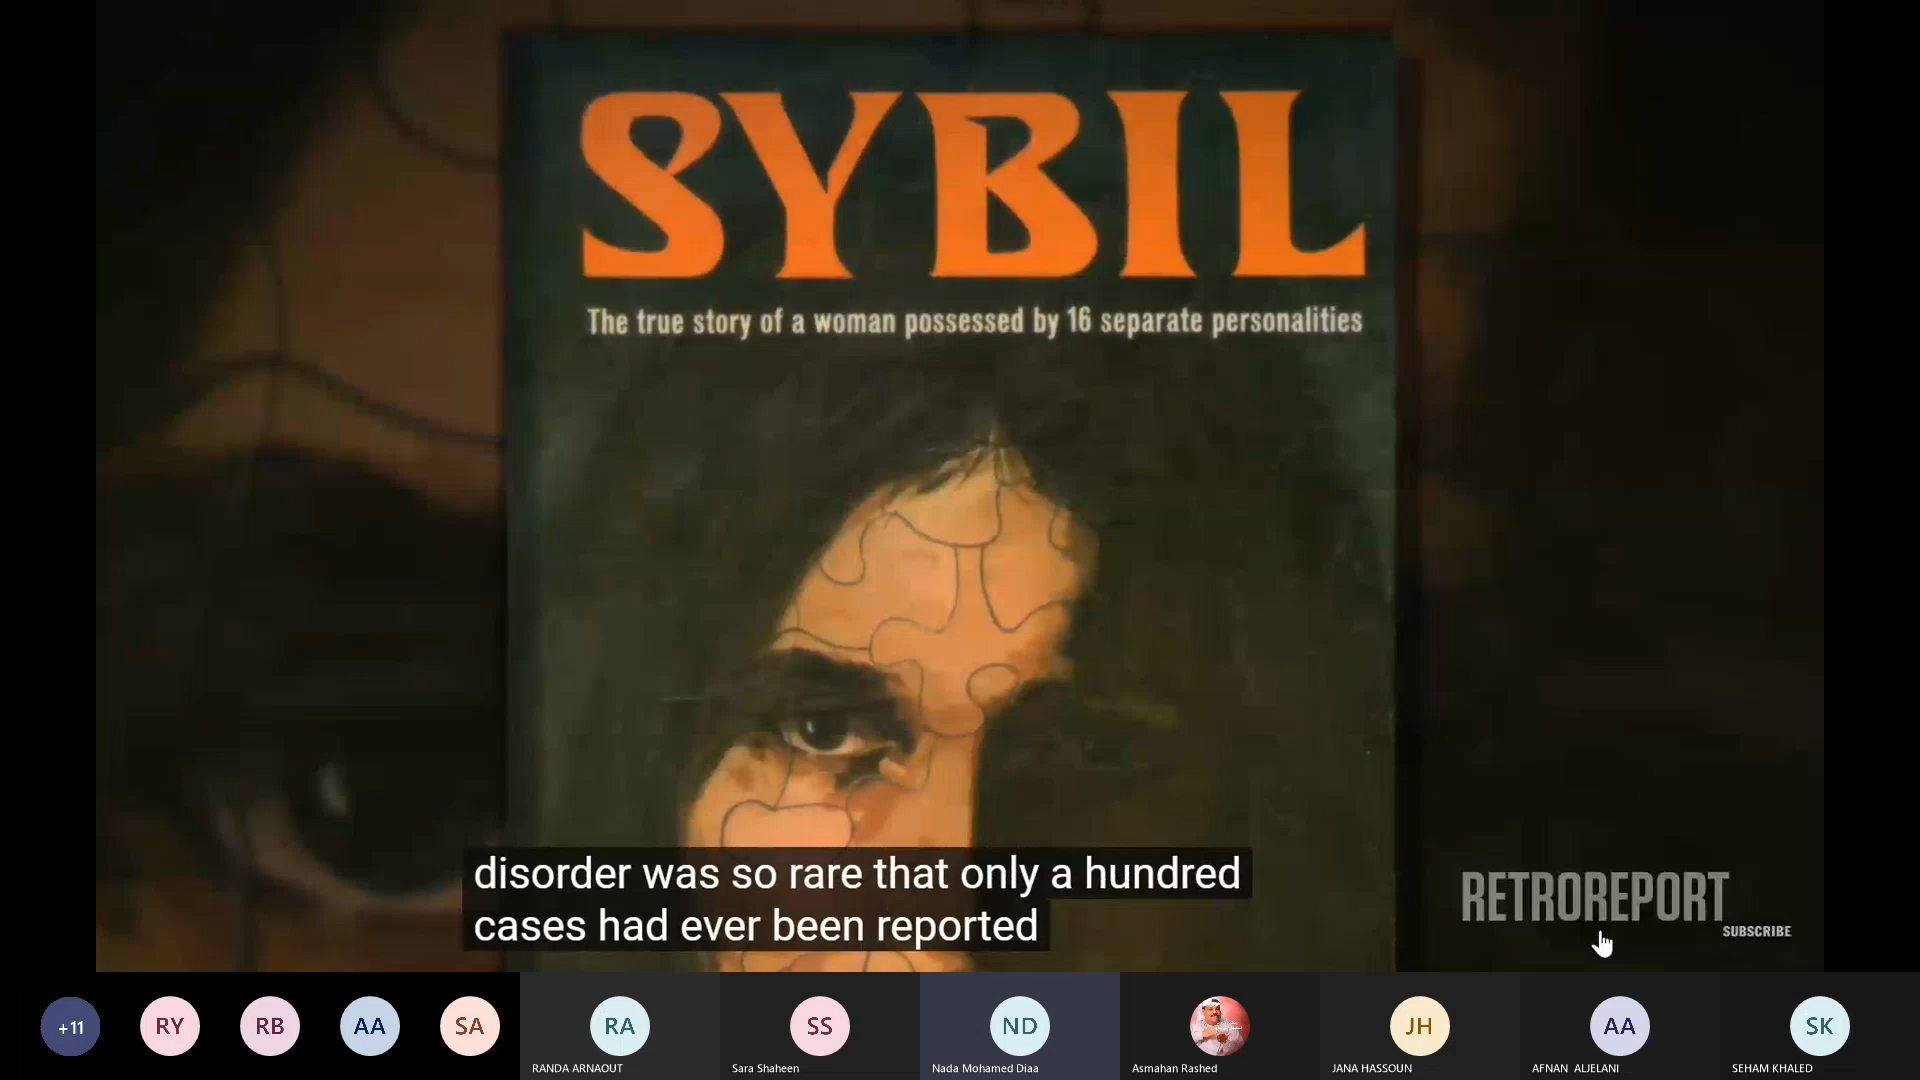 SYBIL
The true story of a woman possessed by 16 separate personalities
disorder was so rare that only a hundred
cases had ever been reported
RETROREPORT
SUBSCRIBE
+11
RY
RB
AA
SA
RA
SS
ND
JH
AA
SK
RANDA ARNAOUT
Sara Shaheen
Nada Mohamed Diaa
Asmahan Rashed
JANA HASSOUN
AFNAN ALJELANI
SEHAM KHALED